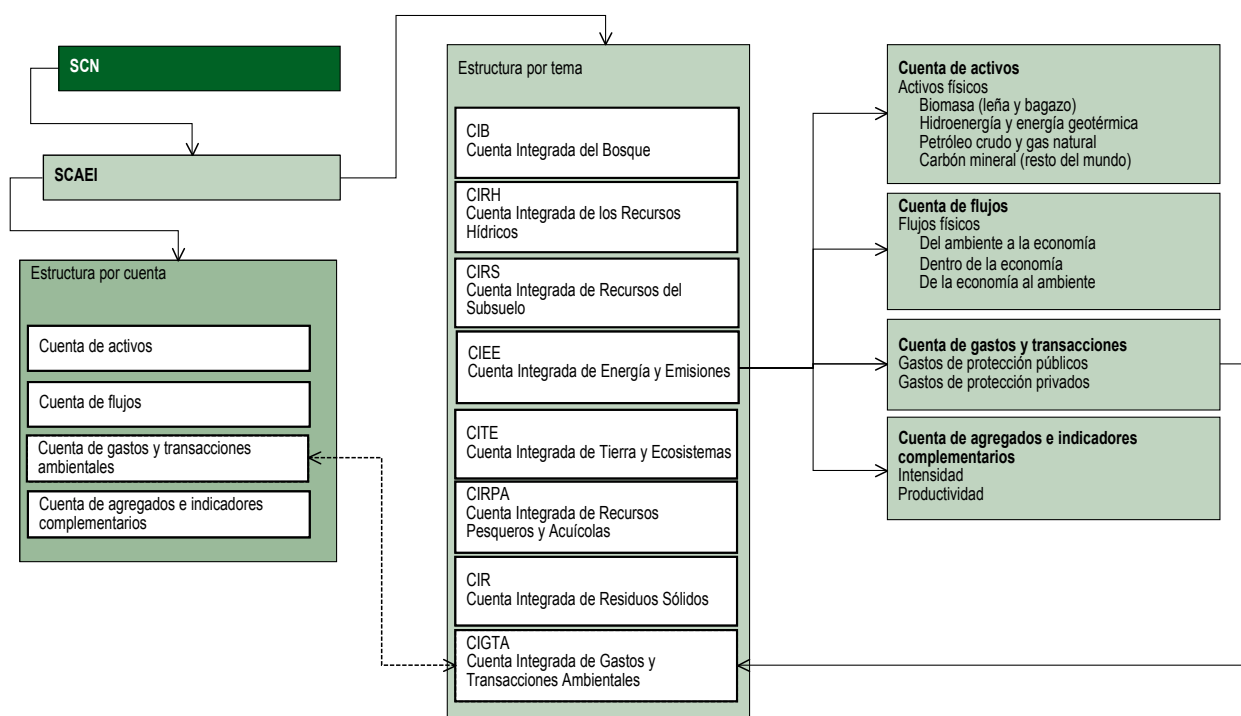 SCN
SCAEI
Estructura por cuenta
Cuenta de activos
Cuenta de flujos
Cuenta de gastos y transacciones
ambientales
Cuenta de agregados e indicadores
complementarios
Estructura por tema
CIB
Cuenta Integrada del Bosque
CIRH
Cuenta Integrada de los Recursos
Hídricos
CIRS
Cuenta Integrada de Recursos del
Subsuelo
CIEE
Cuenta Integrada de Energía y Emisiones
CITE
Cuenta Integrada de Tierra y Ecosistemas
CIRPA
Cuenta Integrada de Recursos
Pesqueros y Acuícolas
CIR
Cuenta Integrada de Residuos Sólidos
CIGTA
Cuenta Integrada de Gastos y
Transacciones Ambientales
Cuenta de activos
Activos físicos
Biomasa (leña y bagazo)
Hidroenergía y energía geotérmica
Petróleo crudo y gas natural
Carbón mineral (resto del mundo)
Cuenta de flujos
Flujos físicos
Del ambiente a la economía
Dentro de la economía
De la economía al ambiente
Cuenta de gastos y transacciones
Gastos de protección públicos
Gastos de protección privados
Cuenta de agregados e indicadores
complementarios
Intensidad
Productividad